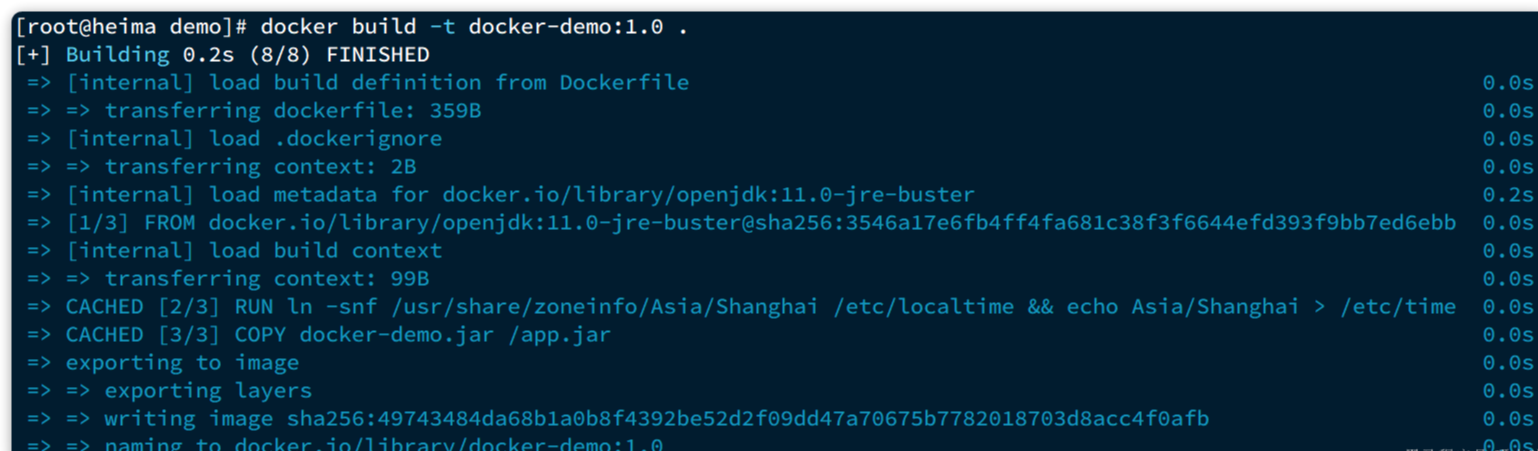 [root@heima demo]# docker build -t docker-demo:1.0 .
[+] Building 0.2s (8/8) FINISHED
=> [internal] load build definition from Dockerfile 0.0s
=> => transferring dockerfile: 359B 0.0s
=> [internal] load .dockerignore 0.0s
=> => transferring context: 2B 0.0s
=> [internal] load metadata for docker.io/library/openjdk:11.0-jre-buster 0.2s
=> [1/3] FROM docker.io/library/openjdk:11.0-jre-buster@sha256:3546a17e6fb4ff4fa681c38f3f6644efd393f9bb7ed6ebb 0.0s
=> [internal] load build context 0.0s
=> => transferring context: 99B 0.0s
=> CACHED [2/3] RUN ln -snf /usr/share/zoneinfo/Asia/Shanghai /etc/localtime && echo Asia/Shanghai > /etc/time 0.0s
=> CACHED [3/3] COPY docker-demo.jar /app.jar 0.0s
=> exporting to image 0.0s
=> => exporting layers 0.0s
=> => writing image sha256:49743484da68b1a0b8f4392be52d2f09dd47a70675b7782018703d8acc4f0afb 0.0s
=> => naming to docker.io/library/docker-demo:1.0 0.0s